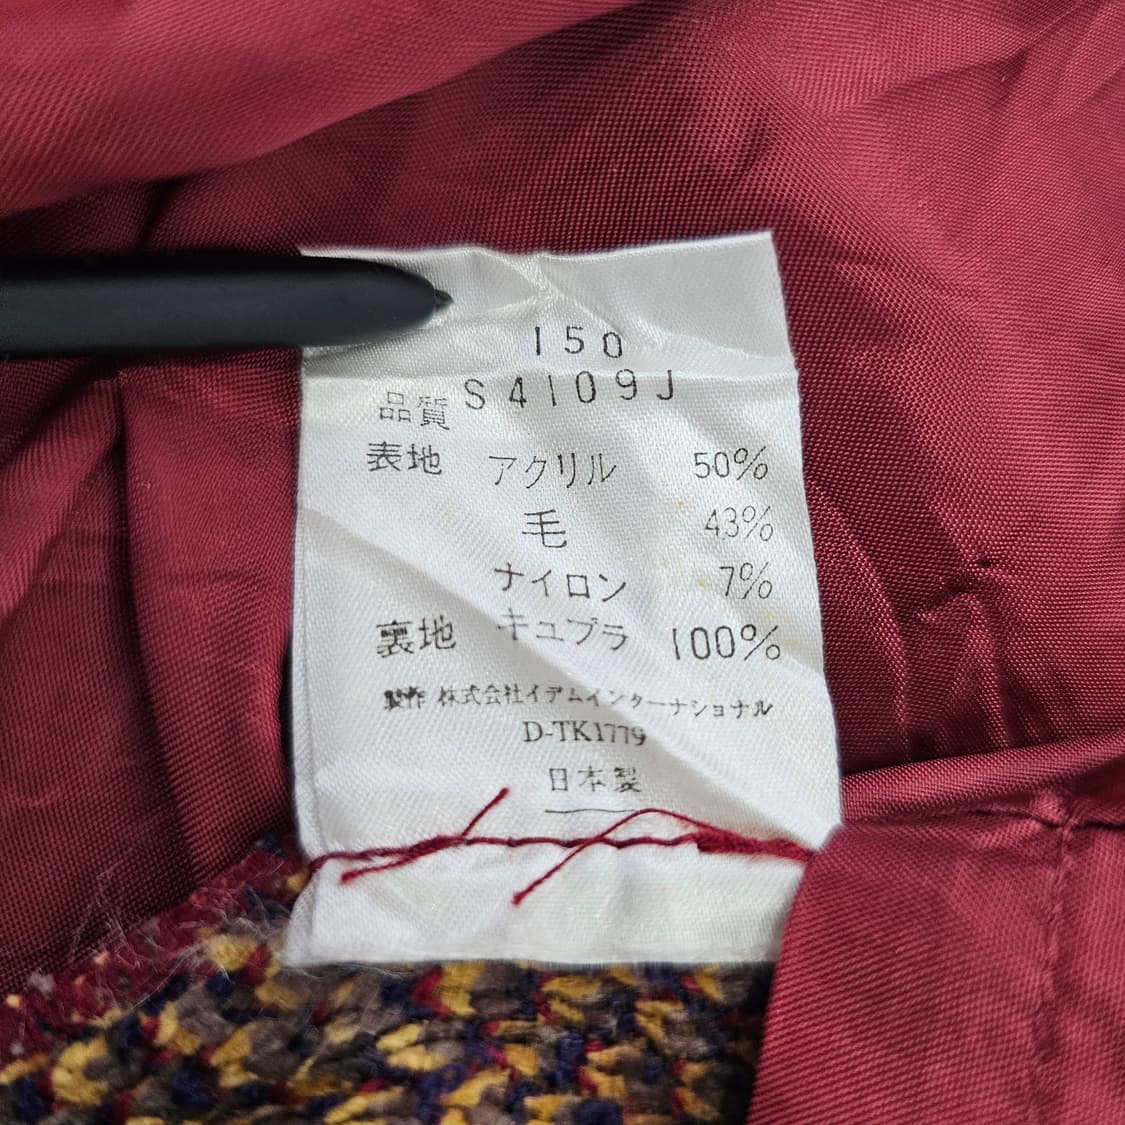 150
S4109J
品質
表地 アクリル 50%
毛 43%
ナイロン 7%
裏地 キュプラ 100%
製作 株式会社イデムインターナショナル
D-TK1779
日本製